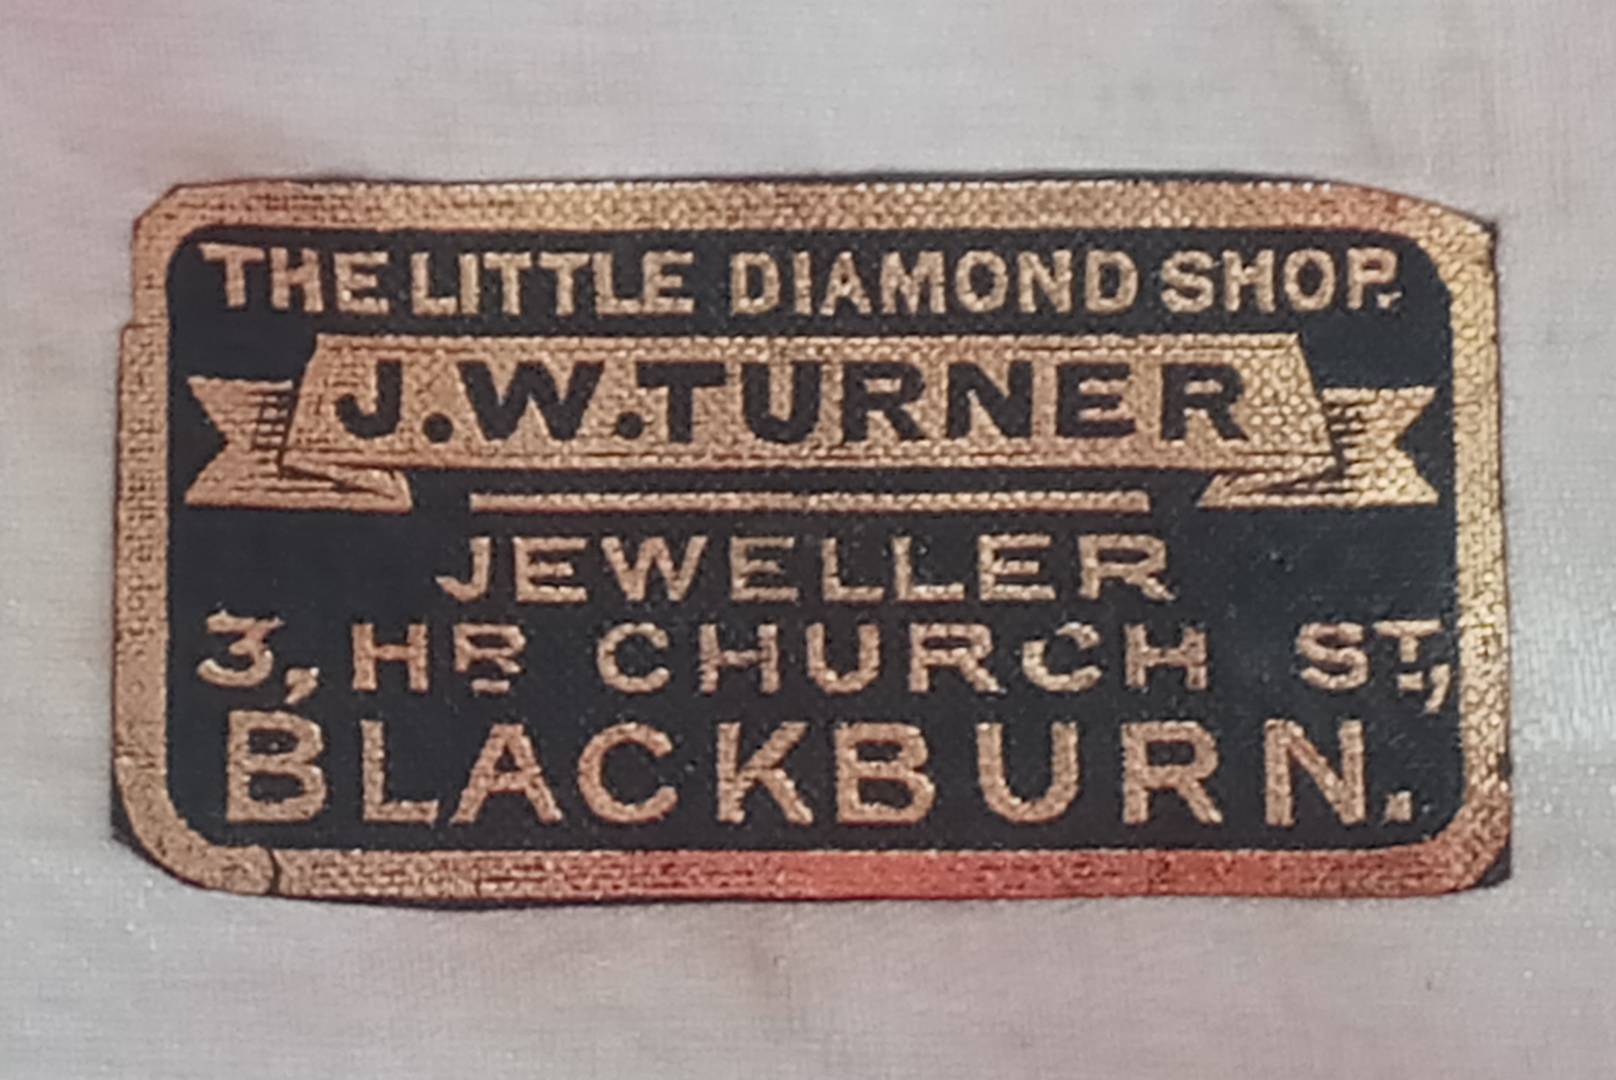 THE LITTLE DIAMOND SHOP.
J.W.TURNER
JEWELLER
3, HR CHURCH ST.,
BLACKBURN.